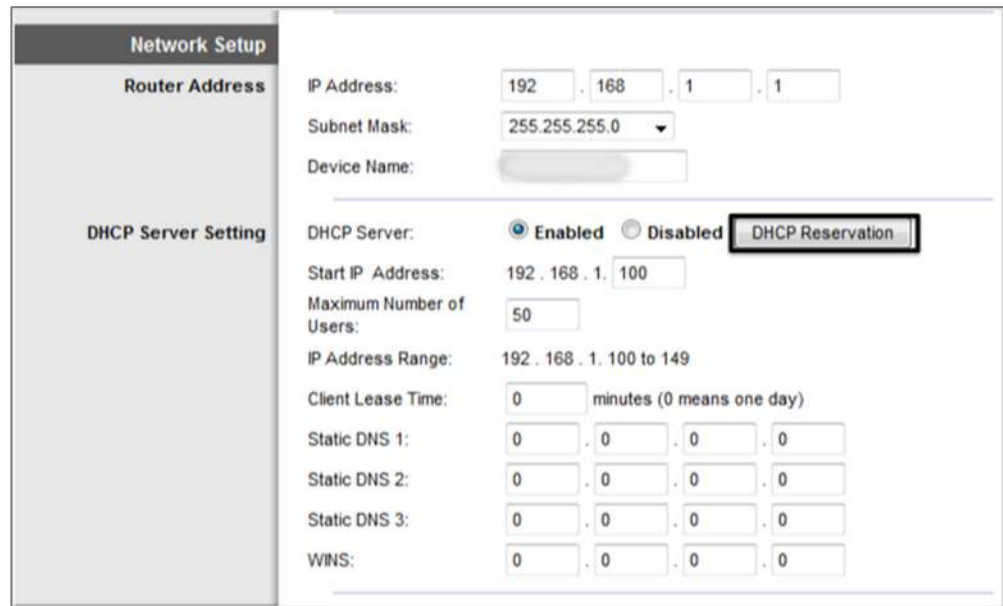 Network Setup
Router Address IP Address: 192 . 168 . 1 . 1
Subnet Mask: 255.255.255.0
Device Name:
DHCP Server Setting DHCP Server: Enabled Disabled DHCP Reservation
Start IP Address: 192 . 168 . 1. 100
Maximum Number of
Users: 50
IP Address Range: 192 . 168 . 1. 100 to 149
Client Lease Time: 0 minutes (0 means one day)
Static DNS 1: 0 . 0 . 0 . 0
Static DNS 2: 0 . 0 . 0 . 0
Static DNS 3: 0 . 0 . 0 . 0
WINS: 0 . 0 . 0 . 0